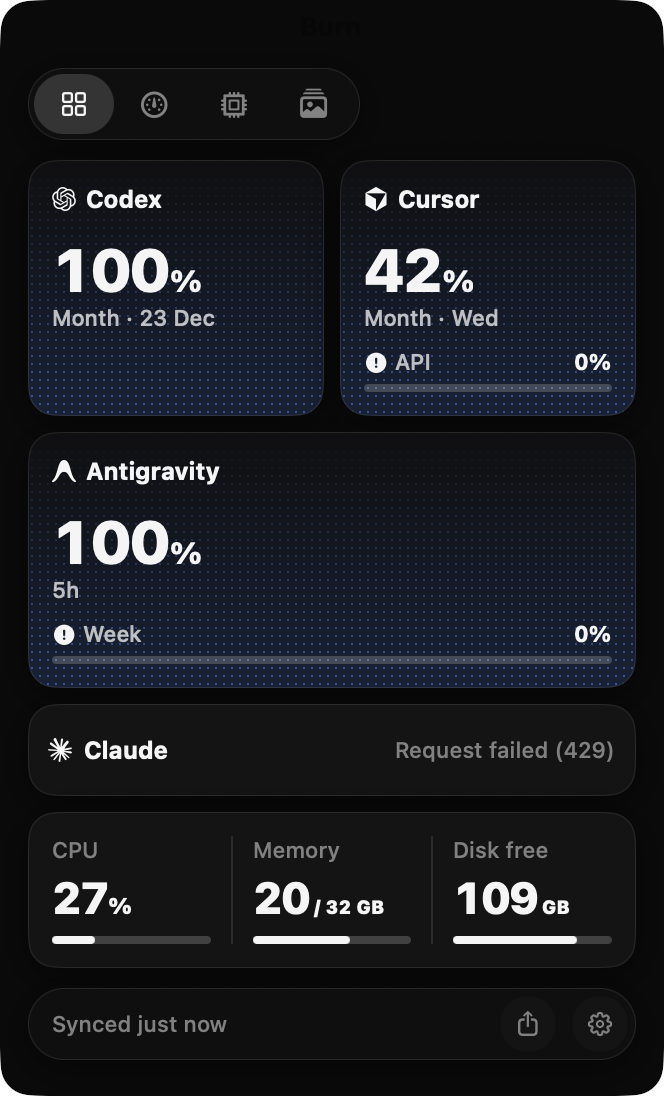 Burn
Codex
100%
Month · 23 Dec
Cursor
42%
Month · Wed
API 0%
Antigravity
100%
5h
Week 0%
Claude Request failed (429)
CPU
27%
Memory
20 / 32 GB
Disk free
109 GB
Synced just now